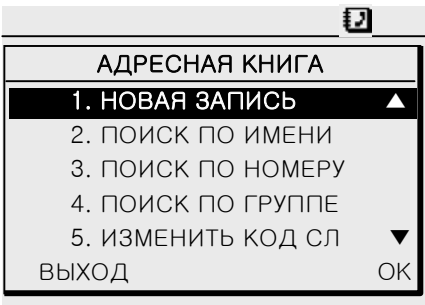 АДРЕСНАЯ КНИГА
1. НОВАЯ ЗАПИСЬ
2. ПОИСК ПО ИМЕНИ
3. ПОИСК ПО НОМЕРУ
4. ПОИСК ПО ГРУППЕ
5. ИЗМЕНИТЬ КОД СЛ
ВЫХОД OK